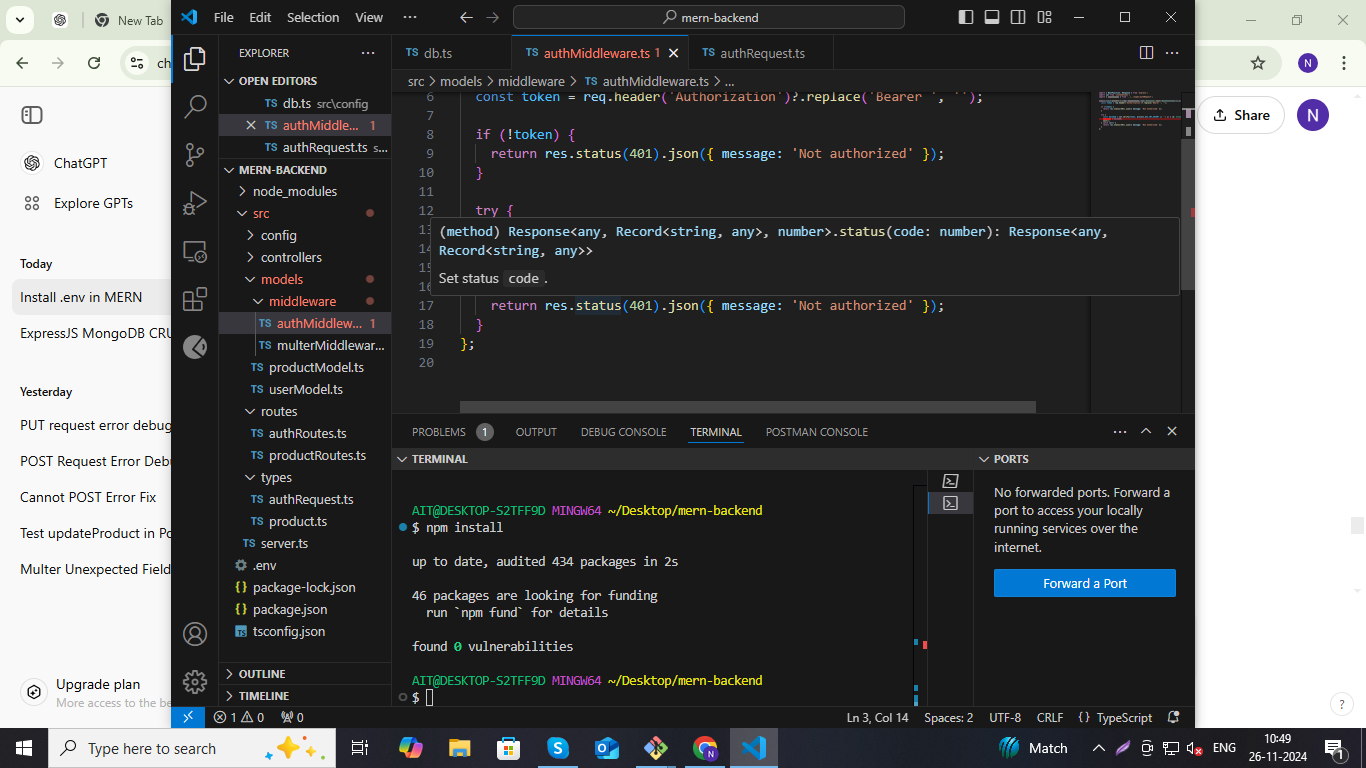 New Tab
ch
Share
N
N
ChatGPT
Explore GPTs
Today
Install .env in MERN
ExpressJS MongoDB CRU
Yesterday
PUT request error debug
POST Request Error Deb
Cannot POST Error Fix
Test updateProduct in Po
Multer Unexpected Field
Upgrade plan
More access to the be
?
File Edit Selection View ···
mern-backend
EXPLORER ···
OPEN EDITORS
TS db.ts src\config
TS authMiddle... 1
TS authRequest.ts s...
MERN-BACKEND
node_modules
src
config
controllers
models
middleware
TS authMiddlew... 1
TS multerMiddlewar...
TS productModel.ts
TS userModel.ts
routes
TS authRoutes.ts
TS productRoutes.ts
types
TS authRequest.ts
TS product.ts
TS server.ts
.env
{} package-lock.json
{} package.json
TS tsconfig.json
OUTLINE
TIMELINE
TS db.ts
TS authMiddleware.ts 1
TS authRequest.ts
···
src > models > middleware > TS authMiddleware.ts > ...
6 const token = req.header('Authorization')?.replace('Bearer ', '');
7
8 if (!token) {
9 return res.status(401).json({ message: 'Not authorized' });
10 }
11
12 try {
(method) Response<any, Record<string, any>, number>.status(code: number): Response<any,
Record<string, any>>
Set status code .
17 return res.status(401).json({ message: 'Not authorized' });
18 }
19 };
20
PROBLEMS 1 OUTPUT DEBUG CONSOLE TERMINAL POSTMAN CONSOLE ···
TERMINAL
AIT@DESKTOP-S2TFF9D MINGW64 ~/Desktop/mern-backend
$ npm install
up to date, audited 434 packages in 2s
46 packages are looking for funding
run `npm fund` for details
found 0 vulnerabilities
AIT@DESKTOP-S2TFF9D MINGW64 ~/Desktop/mern-backend
$
PORTS
No forwarded ports. Forward a
port to access your locally
running services over the
internet.
Forward a Port
1 0 0 Ln 3, Col 14 Spaces: 2 UTF-8 CRLF {} TypeScript
Type here to search
Match
ENG
10:49
26-11-2024
1